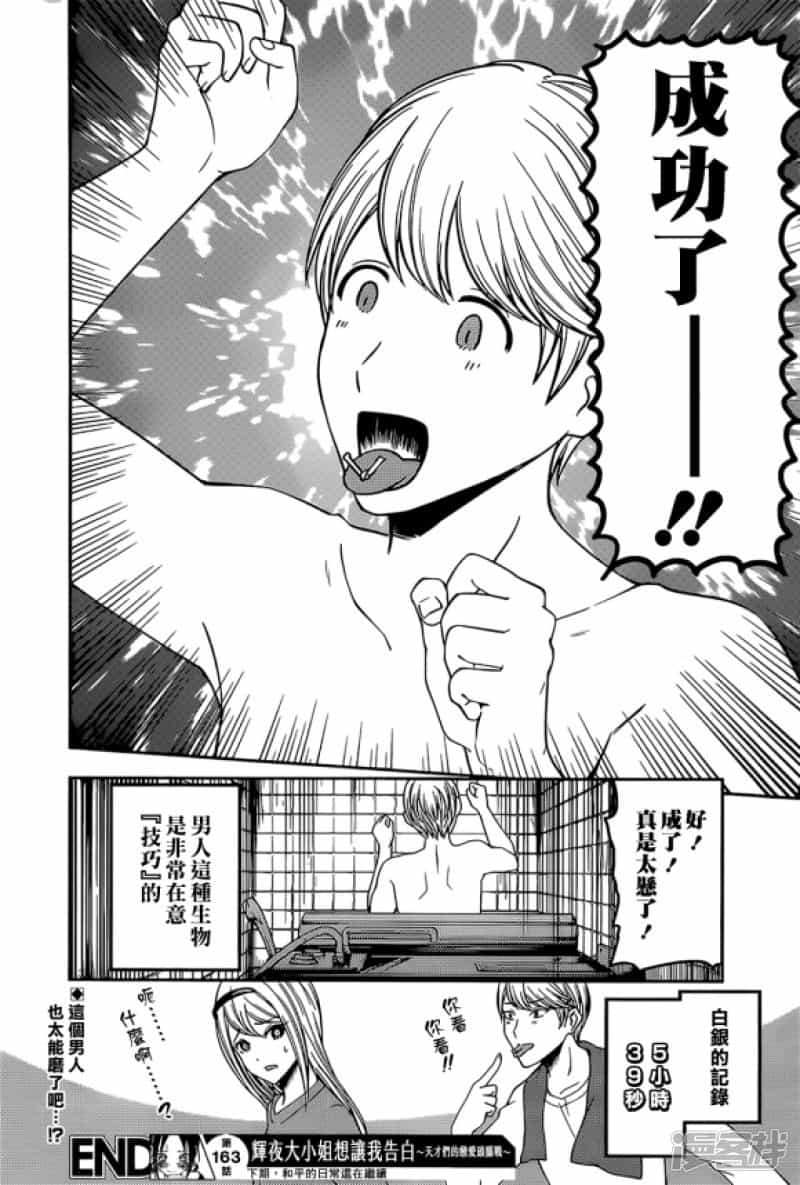 成功了——!!
好！
成了！
真是太懸了！
男人這種生物
是非常在意
『技巧』的
白銀的記錄
5小時
39秒
你看
你看!!
呃……
什麼啊……?
◆這個男人
也太能磨了吧…!?
END
第163話
輝夜大小姐想讓我告白
～天才們的戀愛頭腦戰～
下期，和平的日常還在繼續
漫客栈